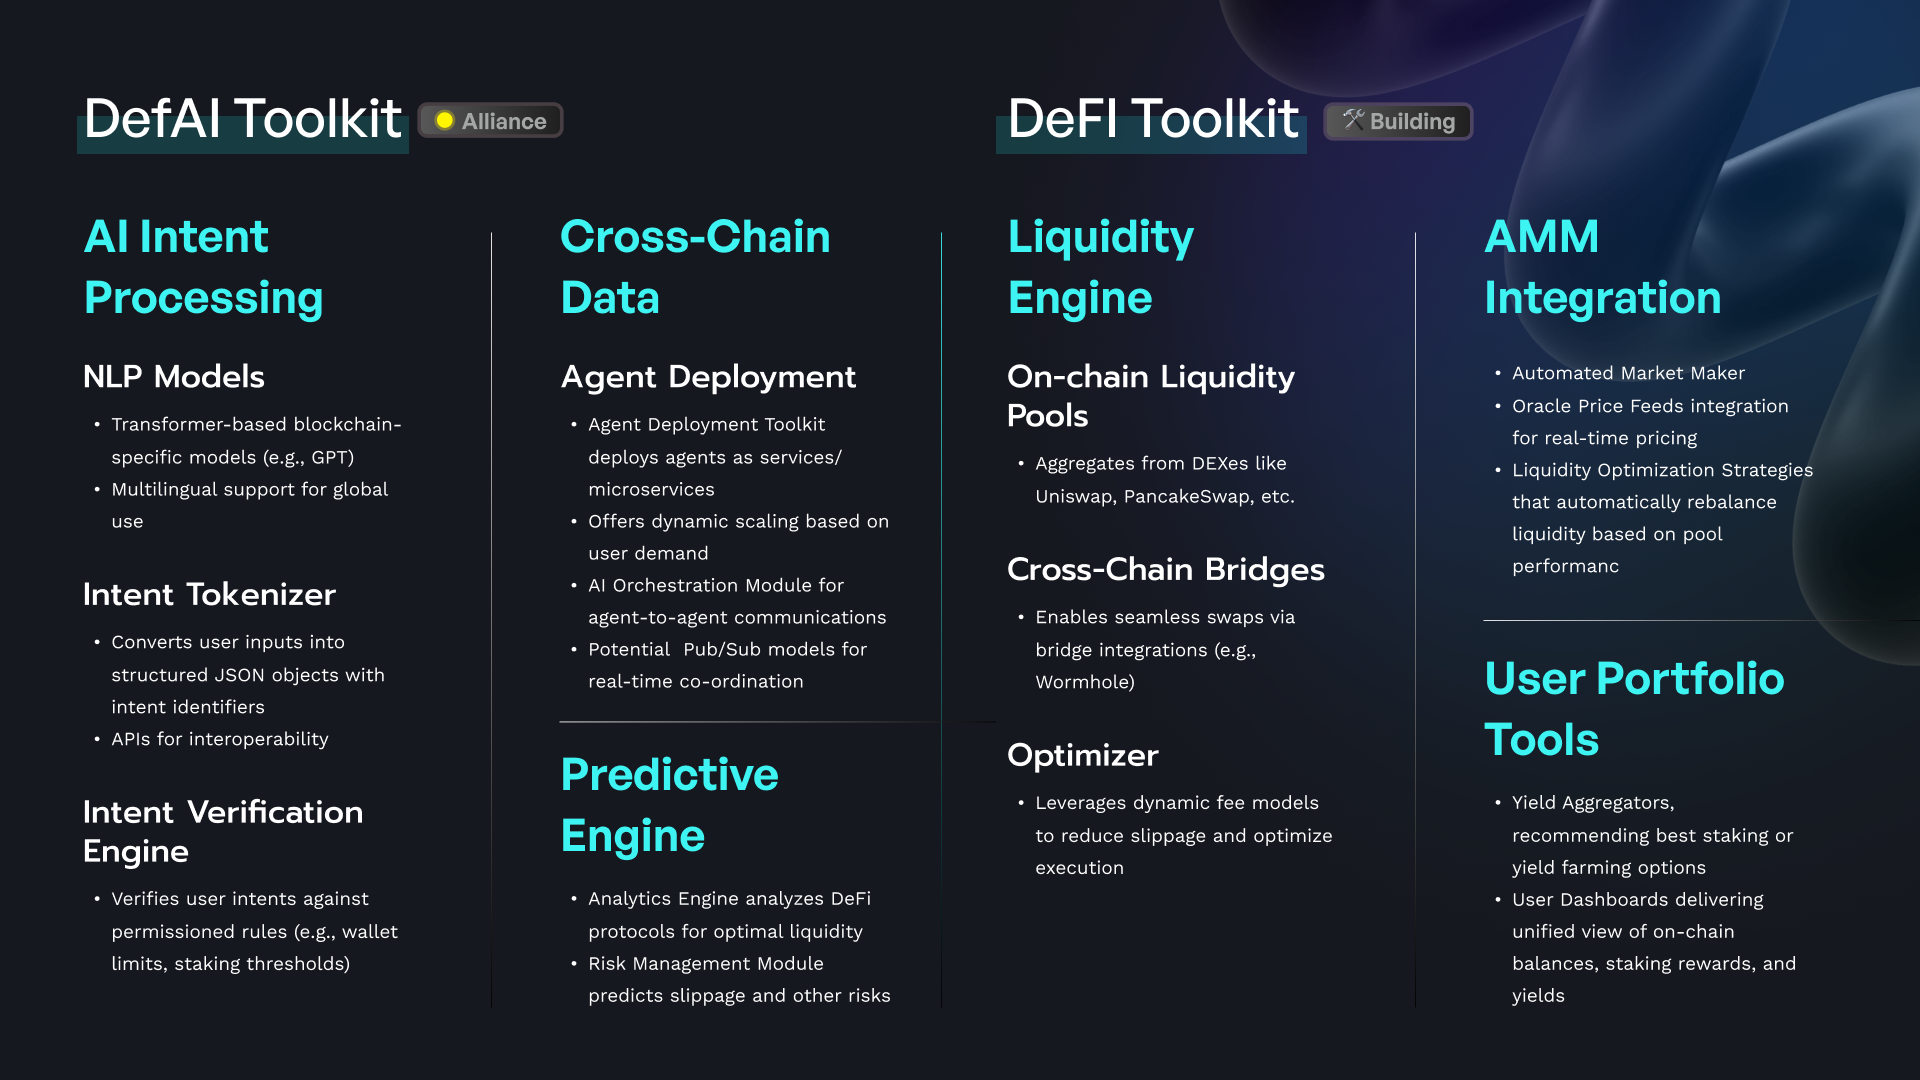 DefAI Toolkit
Alliance
AI Intent
Processing
NLP Models
• Transformer-based blockchain-
specific models (e.g., GPT)
• Multilingual support for global
use
Intent Tokenizer
• Converts user inputs into
structured JSON objects with
intent identifiers
• APIs for interoperability
Intent Verification
Engine
• Verifies user intents against
permissioned rules (e.g., wallet
limits, staking thresholds)
Cross-Chain
Data
Agent Deployment
• Agent Deployment Toolkit
deploys agents as services/
microservices
• Offers dynamic scaling based on
user demand
• AI Orchestration Module for
agent-to-agent communications
• Potential  Pub/Sub models for
real-time co-ordination
Predictive
Engine
• Analytics Engine analyzes DeFi
protocols for optimal liquidity
• Risk Management Module
predicts slippage and other risks
DeFI Toolkit
Building
Liquidity
Engine
On-chain Liquidity
Pools
• Aggregates from DEXes like
Uniswap, PancakeSwap, etc.
Cross-Chain Bridges
• Enables seamless swaps via
bridge integrations (e.g.,
Wormhole)
Optimizer
• Leverages dynamic fee models
to reduce slippage and optimize
execution
AMM
Integration
• Automated Market Maker
• Oracle Price Feeds integration
for real-time pricing
• Liquidity Optimization Strategies
that automatically rebalance
liquidity based on pool
performanc
User Portfolio
Tools
• Yield Aggregators,
recommending best staking or
yield farming options
• User Dashboards delivering
unified view of on-chain
balances, staking rewards, and
yields